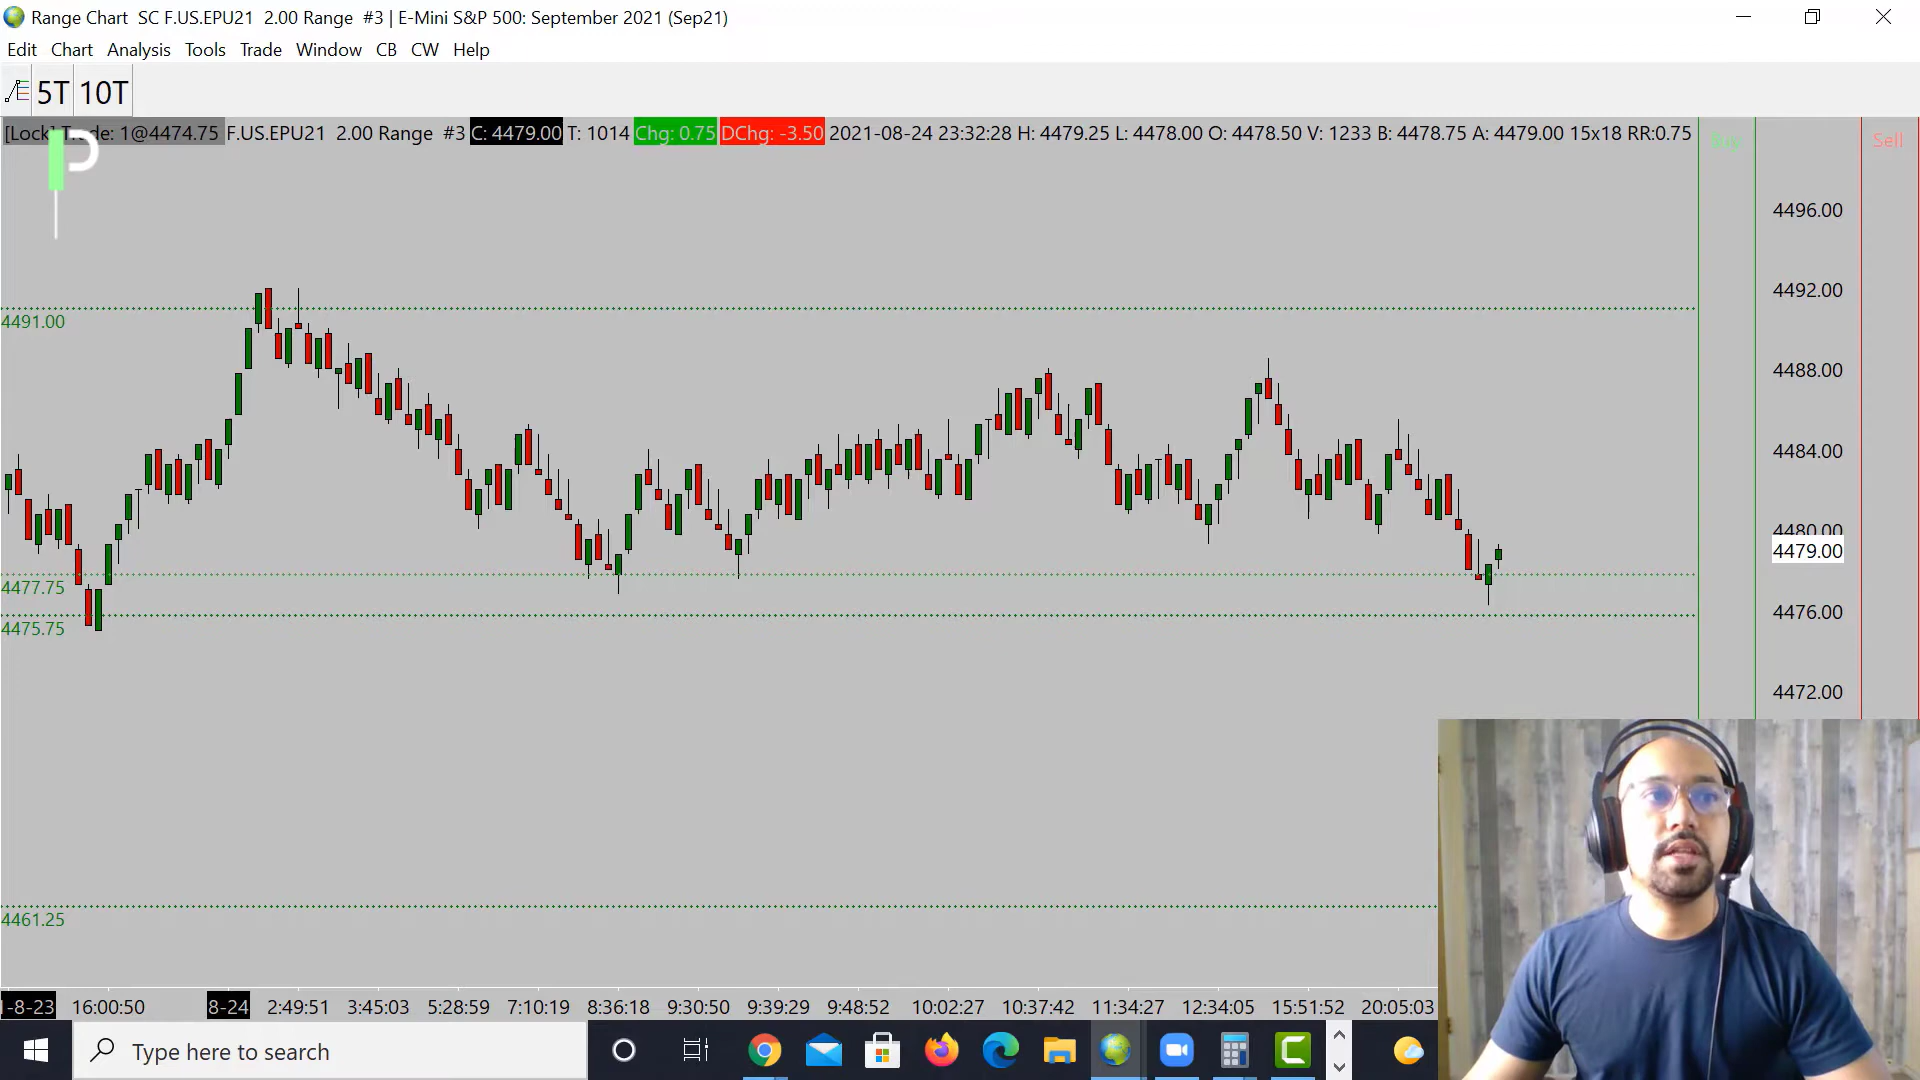 Range Chart SC F.US.EPU21 2.00 Range #3 | E-Mini S&P 500: September 2021 (Sep21)
Edit Chart Analysis Tools Trade Window CB CW Help
5T 10T
[Lock] Trade: 1@4474.75 F.US.EPU21 2.00 Range #3 C: 4479.00 T: 1014 Chg: 0.75 DChg: -3.50 2021-08-24 23:32:28 H: 4479.25 L: 4478.00 O: 4478.50 V: 1233 B: 4478.75 A: 4479.00 15x18 RR:0.75
Buy Sell
4496.00
4492.00
4491.00
4488.00
4484.00
4480.00
4479.00
4477.75
4476.00
4475.75
4472.00
4461.25
1-8-23 16:00:50 8-24 2:49:51 3:45:03 5:28:59 7:10:19 8:36:18 9:30:50 9:39:29 9:48:52 10:02:27 10:37:42 11:34:27 12:34:05 15:51:52 20:05:03
Type here to search